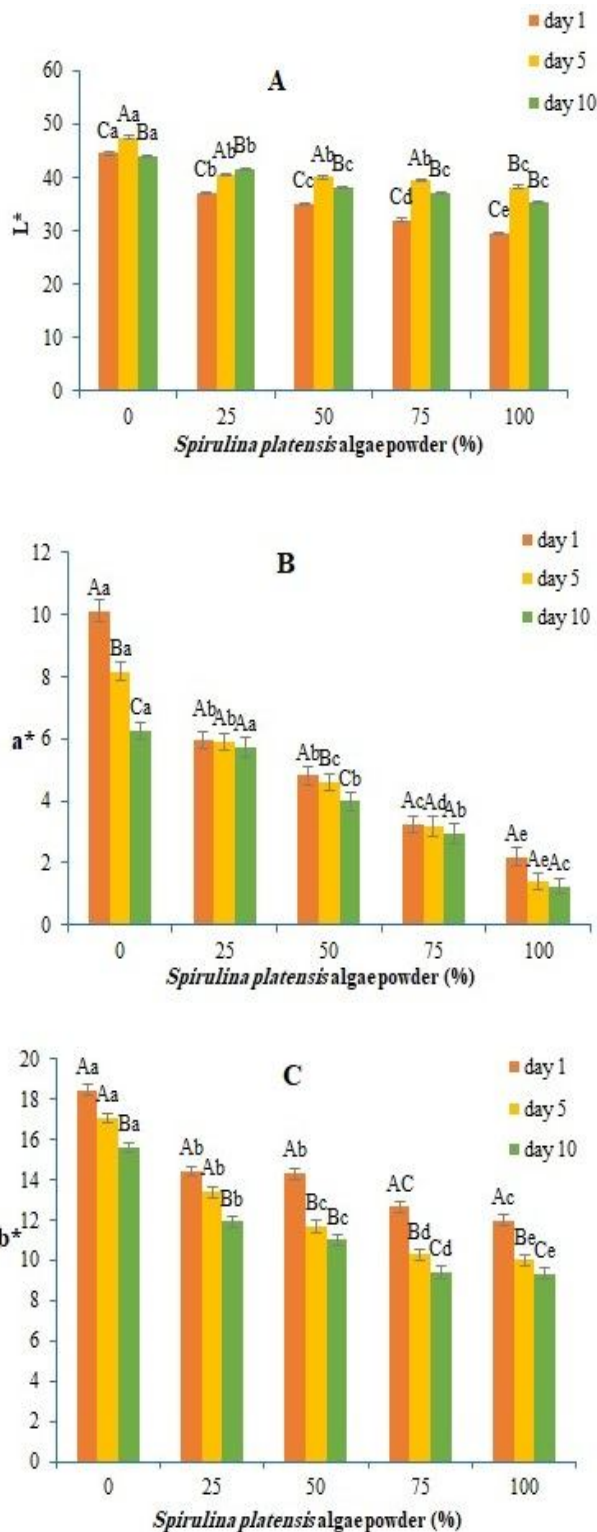 day 1
day 5
day 10
A
60
50
40
30
20
10
0
L*
Ca Aa Ba
Cb Ab Bb
Cc Ab Bc
Cd Ab Bc
Ce Bc Bc
0 25 50 75 100
Spirulina platensis algae powder (%)
day 1
day 5
day 10
B
12
10
8
6
4
2
0
a*
Aa Ba Ca
Ab Ab Aa
Ab Bc Cb
Ac Ad Ab
Ae Ae Ac
0 25 50 75 100
Spirulina platensis algae powder (%)
day 1
day 5
day 10
C
20
18
16
14
12
10
8
6
4
2
0
b*
Aa Aa Ba
Ab Ab Bb
Ab Bc Bc
AC Bd Cd
Ac Be Ce
0 25 50 75 100
Spirulina platensis algae powder (%)